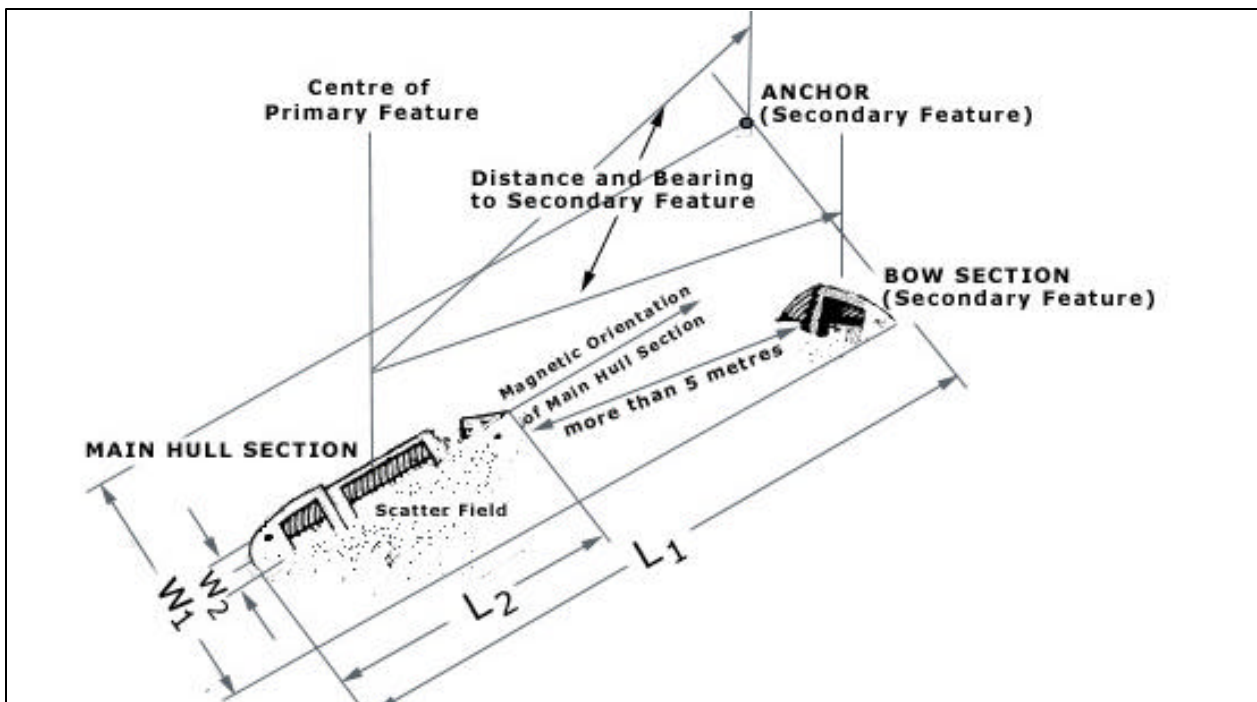 Centre of
Primary Feature
ANCHOR
(Secondary Feature)
Distance and Bearing
to Secondary Feature
BOW SECTION
(Secondary Feature)
Magnetic Orientation
of Main Hull Section
more than 5 metres
MAIN HULL SECTION
Scatter Field
W1
W2
L2
L1